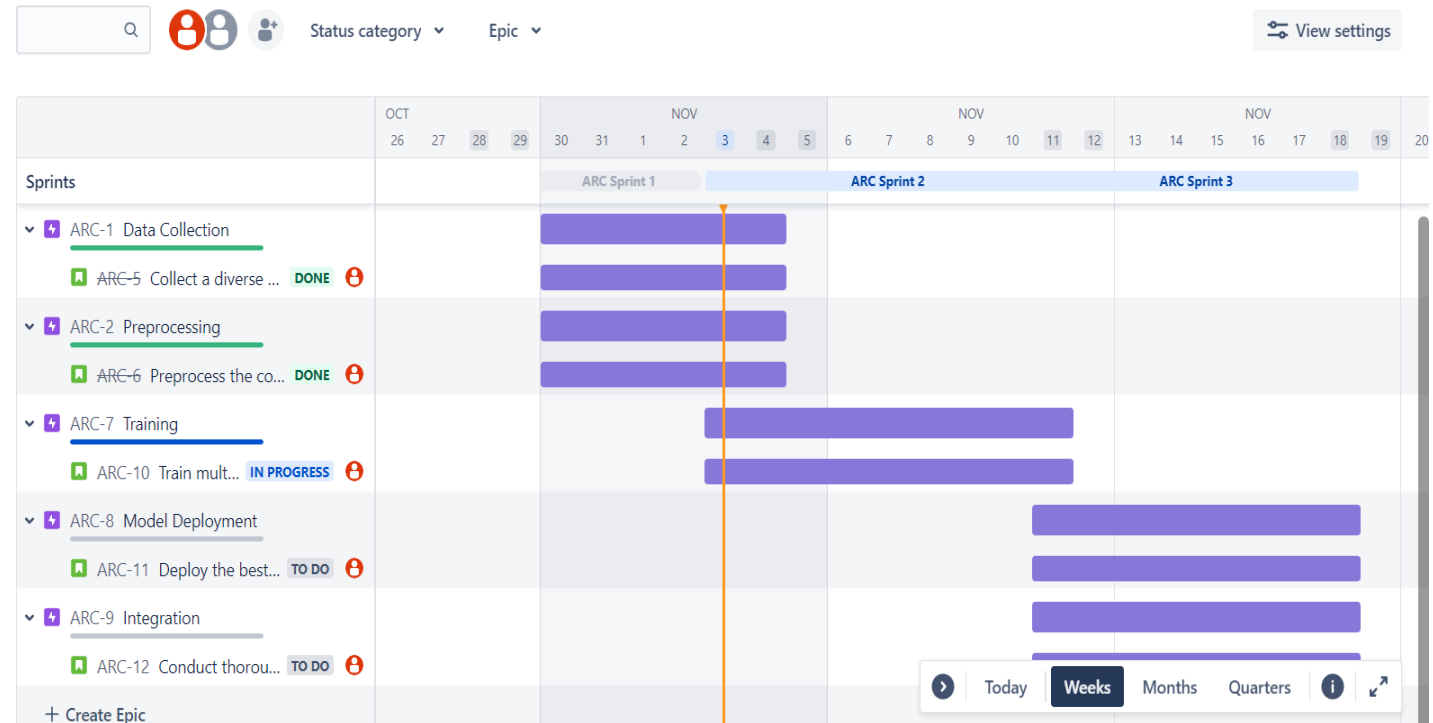 Status category Epic View settings
OCT NOV NOV NOV
26 27 28 29 30 31 1 2 3 4 5 6 7 8 9 10 11 12 13 14 15 16 17 18 19 20
Sprints ARC Sprint 1 ARC Sprint 2 ARC Sprint 3
ARC-1 Data Collection
ARC-5 Collect a diverse ... DONE
ARC-2 Preprocessing
ARC-6 Preprocess the co... DONE
ARC-7 Training
ARC-10 Train mult... IN PROGRESS
ARC-8 Model Deployment
ARC-11 Deploy the best... TO DO
ARC-9 Integration
ARC-12 Conduct thorou... TO DO
Today Weeks Months Quarters
+ Create Epic